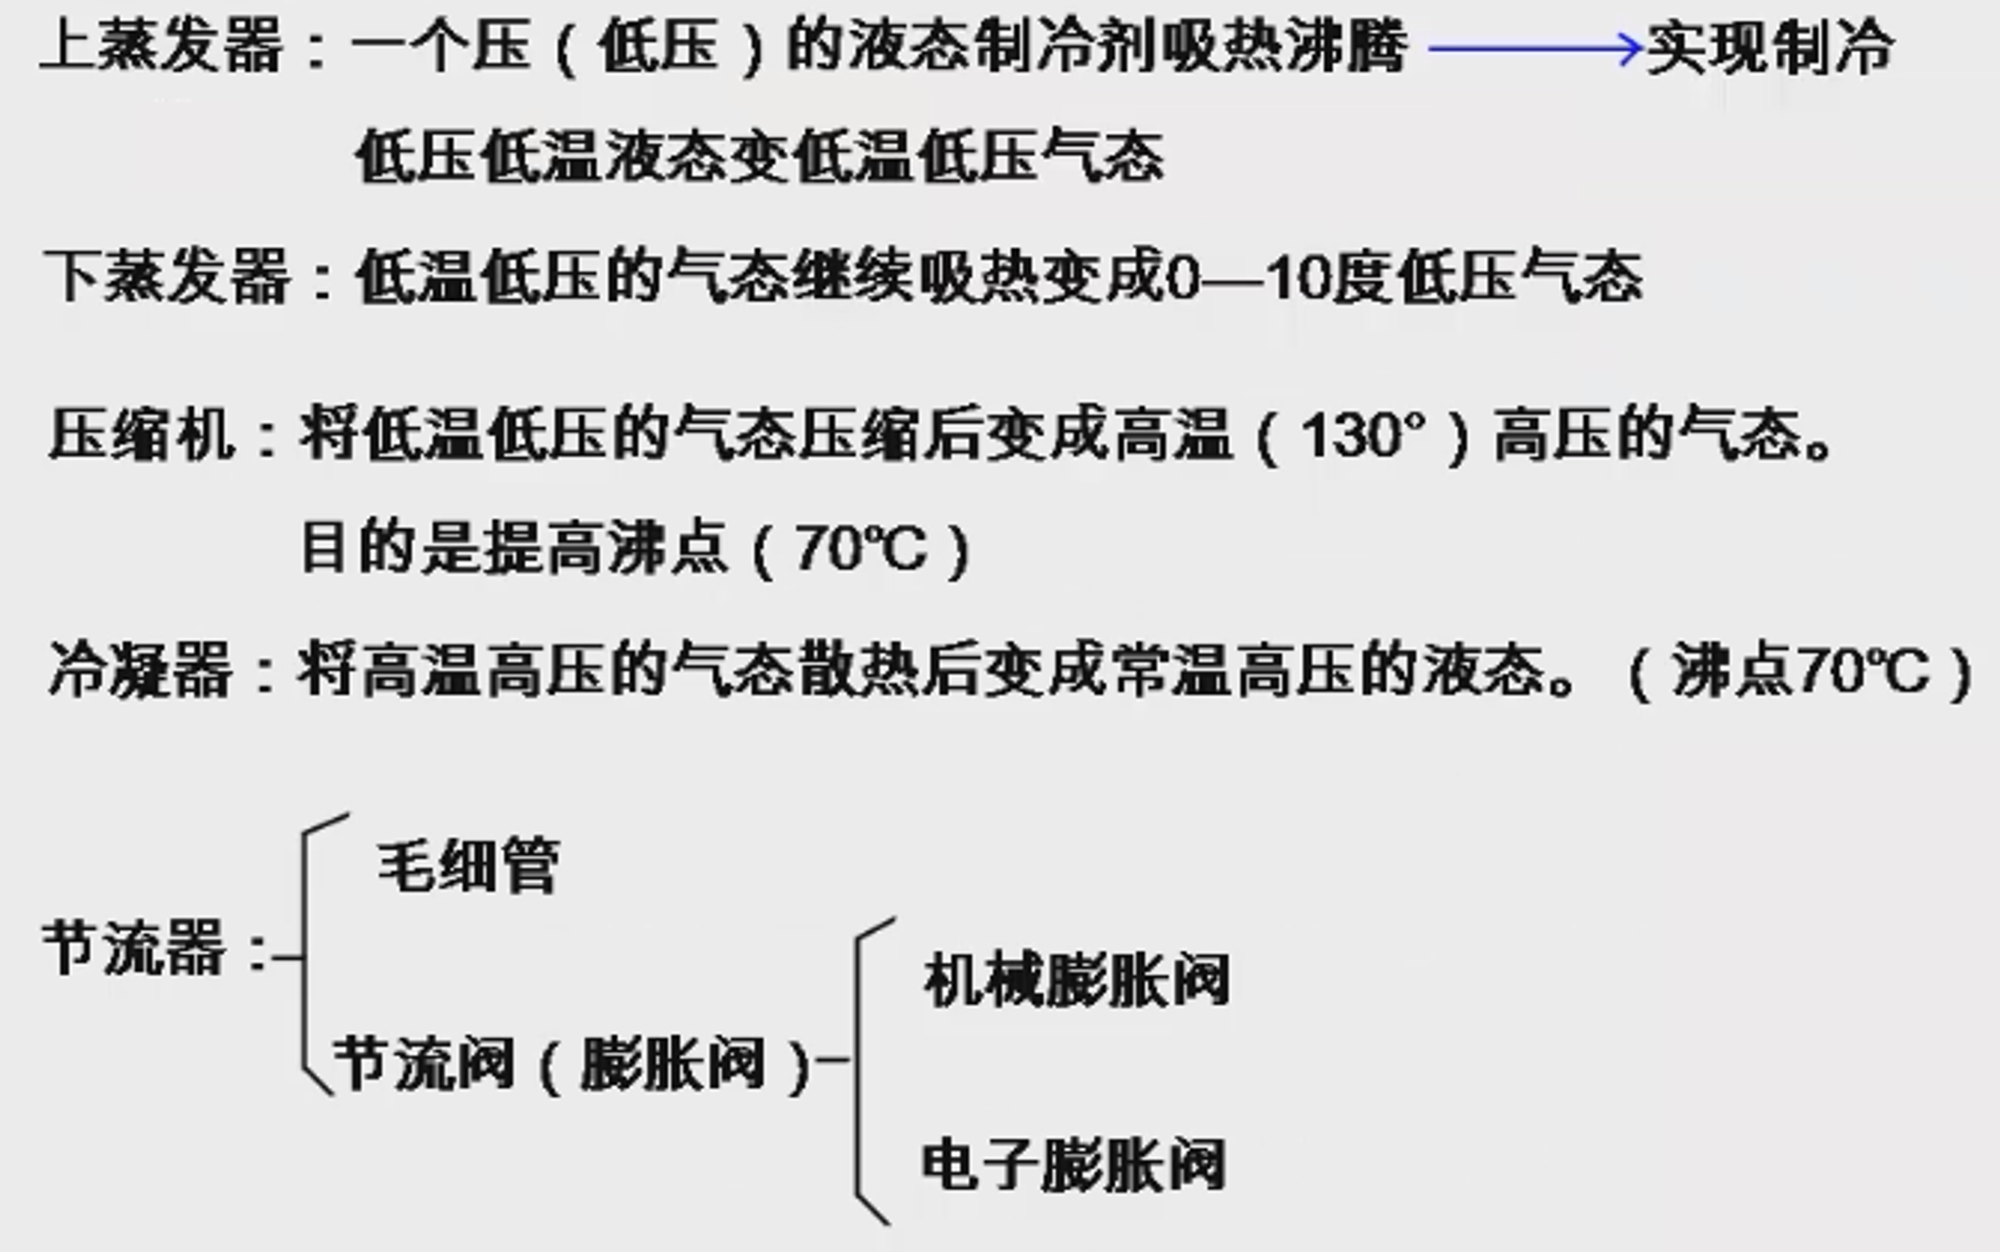 上蒸发器：一个压（低压）的液态制冷剂吸热沸腾 → 实现制冷
低压低温液态变低温低压气态
下蒸发器：低温低压的气态继续吸热变成0—10度低压气态
压缩机：将低温低压的气态压缩后变成高温（130°）高压的气态。
目的是提高沸点（70℃）
冷凝器：将高温高压的气态散热后变成常温高压的液态。（沸点70℃）
毛细管
节流器：
机械膨胀阀
节流阀（膨胀阀）
电子膨胀阀